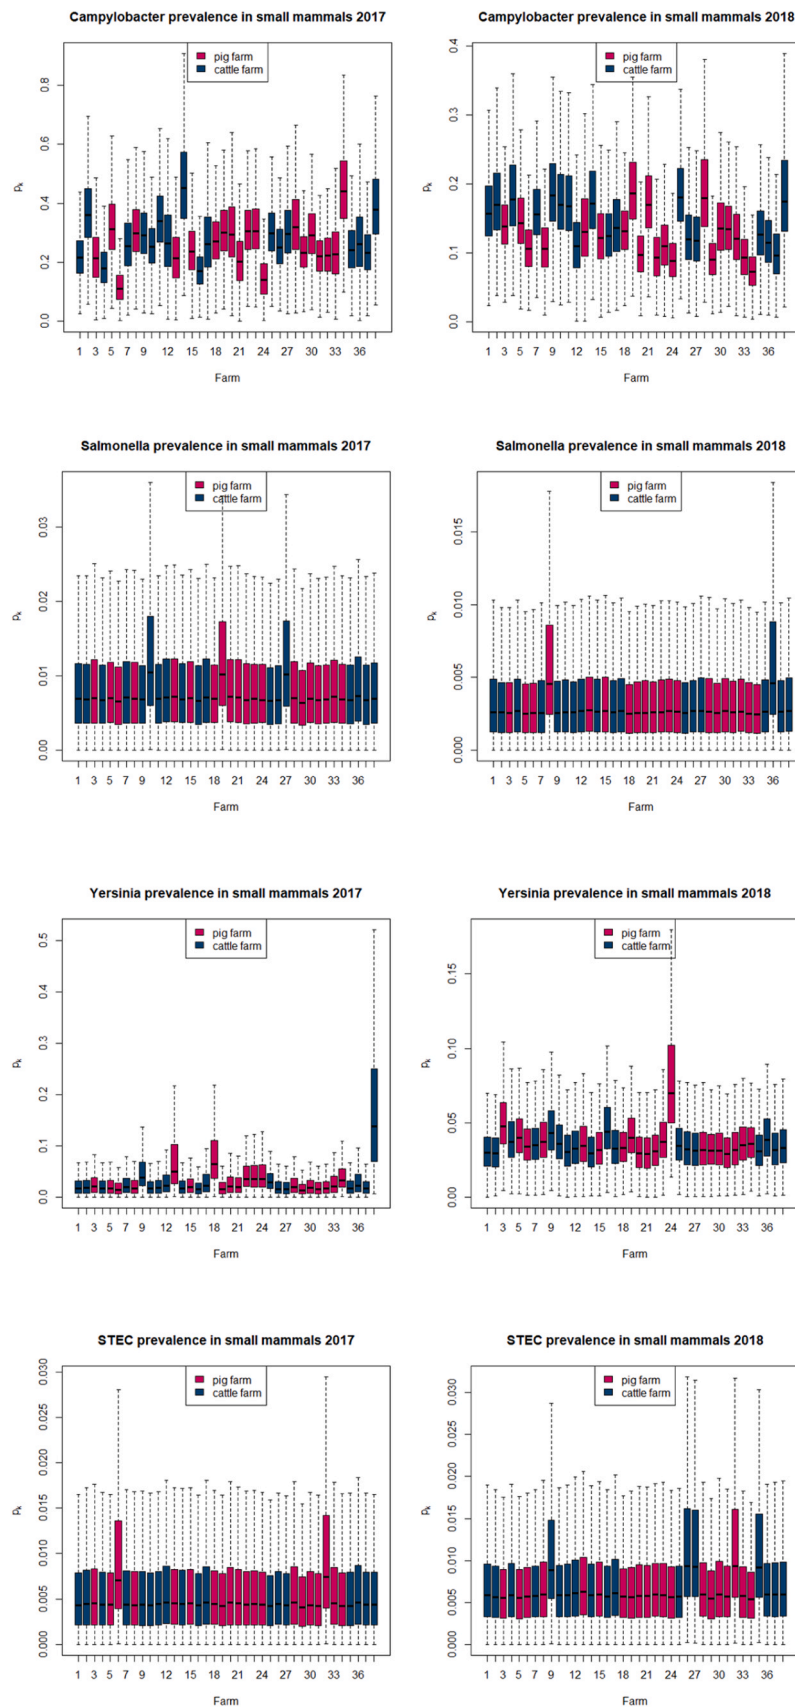 Campylobacter prevalence in small mammals 2017
pig farm
cattle farm
0.8
0.6
0.4
0.2
0.0
pk
1 3 5 7 9 12 15 18 21 24 27 30 33 36
Farm
Campylobacter prevalence in small mammals 2018
pig farm
cattle farm
0.4
0.3
0.2
0.1
0.0
pk
1 3 5 7 9 12 15 18 21 24 27 30 33 36
Farm
Salmonella prevalence in small mammals 2017
pig farm
cattle farm
0.03
0.02
0.01
0.00
pk
1 3 5 7 9 12 15 18 21 24 27 30 33 36
Farm
Salmonella prevalence in small mammals 2018
pig farm
cattle farm
0.015
0.010
0.005
0.000
pk
1 3 5 7 9 12 15 18 21 24 27 30 33 36
Farm
Yersinia prevalence in small mammals 2017
pig farm
cattle farm
0.5
0.4
0.3
0.2
0.1
0.0
pk
1 3 5 7 9 12 15 18 21 24 27 30 33 36
Farm
Yersinia prevalence in small mammals 2018
pig farm
cattle farm
0.15
0.10
0.05
0.00
pk
1 3 5 7 9 12 15 18 21 24 27 30 33 36
Farm
STEC prevalence in small mammals 2017
pig farm
cattle farm
0.030
0.025
0.020
0.015
0.010
0.005
0.000
pk
1 3 5 7 9 12 15 18 21 24 27 30 33 36
Farm
STEC prevalence in small mammals 2018
pig farm
cattle farm
0.030
0.025
0.020
0.015
0.010
0.005
0.000
pk
1 3 5 7 9 12 15 18 21 24 27 30 33 36
Farm